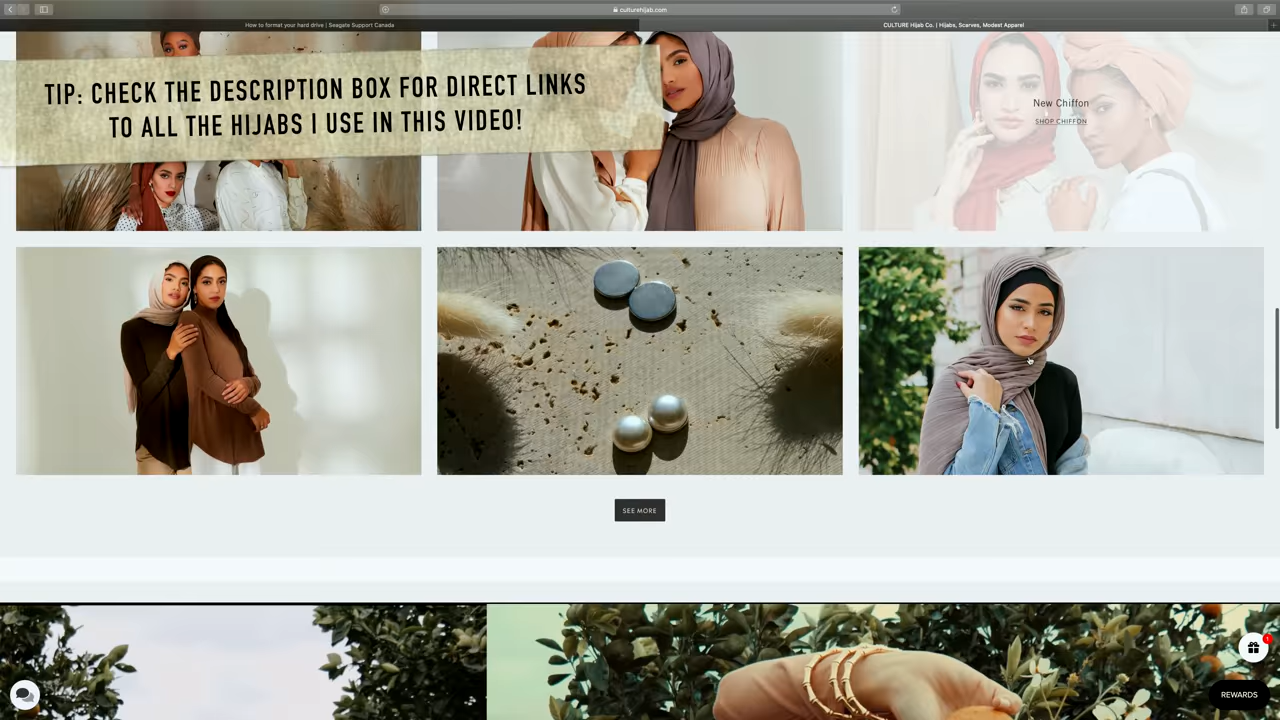 culturehijab.com
How to format your hard drive | Seagate Support Canada
CULTURE Hijab Co. | Hijabs, Scarves, Modest Apparel
TIP: CHECK THE DESCRIPTION BOX FOR DIRECT LINKS
TO ALL THE HIJABS I USE IN THIS VIDEO!
New Chiffon
SHOP CHIFFON
SEE MORE
1
REWARDS